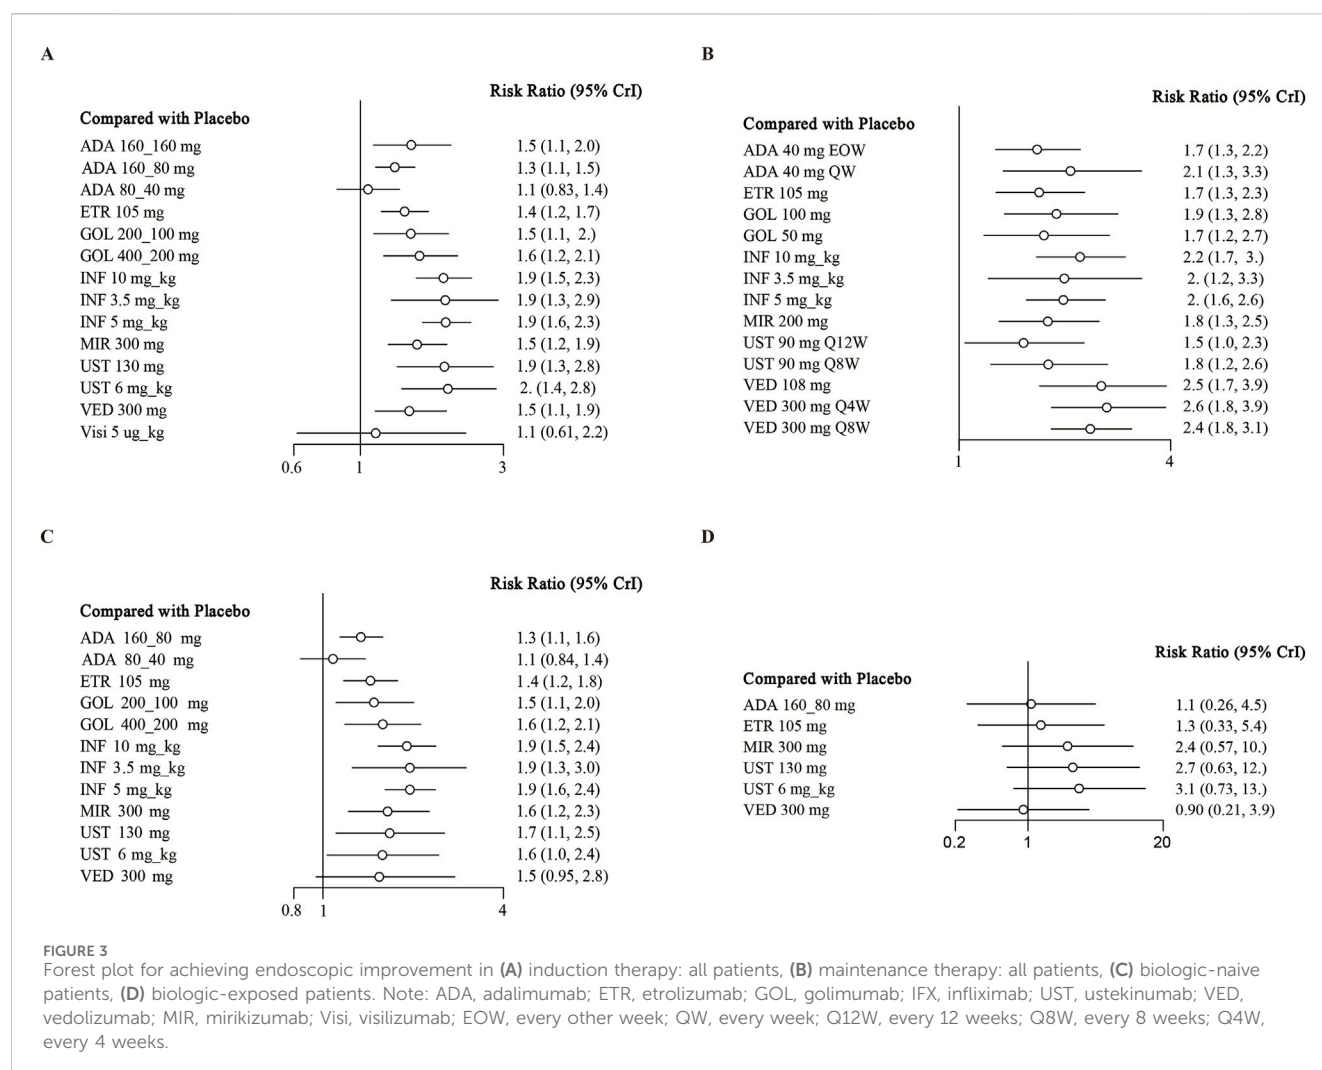 A
Risk Ratio (95% CrI)
Compared with Placebo
ADA 160_160 mg 1.5 (1.1, 2.0)
ADA 160_80 mg 1.3 (1.1, 1.5)
ADA 80_40 mg 1.1 (0.83, 1.4)
ETR 105 mg 1.4 (1.2, 1.7)
GOL 200_100 mg 1.5 (1.1, 2.)
GOL 400_200 mg 1.6 (1.2, 2.1)
INF 10 mg_kg 1.9 (1.5, 2.3)
INF 3.5 mg_kg 1.9 (1.3, 2.9)
INF 5 mg_kg 1.9 (1.6, 2.3)
MIR 300 mg 1.5 (1.2, 1.9)
UST 130 mg 1.9 (1.3, 2.8)
UST 6 mg_kg 2. (1.4, 2.8)
VED 300 mg 1.5 (1.1, 1.9)
Visi 5 ug_kg 1.1 (0.61, 2.2)
0.6 1 3
B
Risk Ratio (95% CrI)
Compared with Placebo
ADA 40 mg EOW 1.7 (1.3, 2.2)
ADA 40 mg QW 2.1 (1.3, 3.3)
ETR 105 mg 1.7 (1.3, 2.3)
GOL 100 mg 1.9 (1.3, 2.8)
GOL 50 mg 1.7 (1.2, 2.7)
INF 10 mg_kg 2.2 (1.7, 3.)
INF 3.5 mg_kg 2. (1.2, 3.3)
INF 5 mg_kg 2. (1.6, 2.6)
MIR 200 mg 1.8 (1.3, 2.5)
UST 90 mg Q12W 1.5 (1.0, 2.3)
UST 90 mg Q8W 1.8 (1.2, 2.6)
VED 108 mg 2.5 (1.7, 3.9)
VED 300 mg Q4W 2.6 (1.8, 3.9)
VED 300 mg Q8W 2.4 (1.8, 3.1)
1 4
C
Risk Ratio (95% CrI)
Compared with Placebo
ADA 160_80 mg 1.3 (1.1, 1.6)
ADA 80_40 mg 1.1 (0.84, 1.4)
ETR 105 mg 1.4 (1.2, 1.8)
GOL 200_100 mg 1.5 (1.1, 2.0)
GOL 400_200 mg 1.6 (1.2, 2.1)
INF 10 mg_kg 1.9 (1.5, 2.4)
INF 3.5 mg_kg 1.9 (1.3, 3.0)
INF 5 mg_kg 1.9 (1.6, 2.4)
MIR 300 mg 1.6 (1.2, 2.3)
UST 130 mg 1.7 (1.1, 2.5)
UST 6 mg_kg 1.6 (1.0, 2.4)
VED 300 mg 1.5 (0.95, 2.8)
0.8 1 4
D
Risk Ratio (95% CrI)
Compared with Placebo
ADA 160_80 mg 1.1 (0.26, 4.5)
ETR 105 mg 1.3 (0.33, 5.4)
MIR 300 mg 2.4 (0.57, 10.)
UST 130 mg 2.7 (0.63, 12.)
UST 6 mg_kg 3.1 (0.73, 13.)
VED 300 mg 0.90 (0.21, 3.9)
0.2 1 20
FIGURE 3
Forest plot for achieving endoscopic improvement in (A) induction therapy: all patients, (B) maintenance therapy: all patients, (C) biologic-naive
patients, (D) biologic-exposed patients. Note: ADA, adalimumab; ETR, etrolizumab; GOL, golimumab; IFX, infliximab; UST, ustekinumab; VED,
vedolizumab; MIR, mirikizumab; Visi, visilizumab; EOW, every other week; QW, every week; Q12W, every 12 weeks; Q8W, every 8 weeks; Q4W,
every 4 weeks.